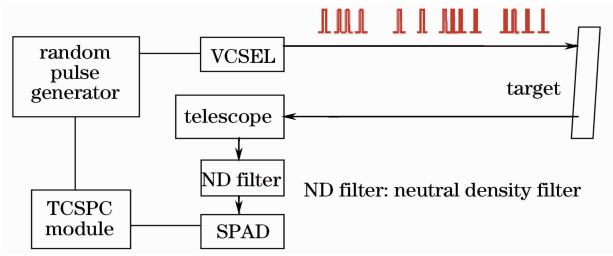 random
pulse
generator
VCSEL
target
telescope
ND filter
ND filter: neutral density filter
TCSPC
module
SPAD